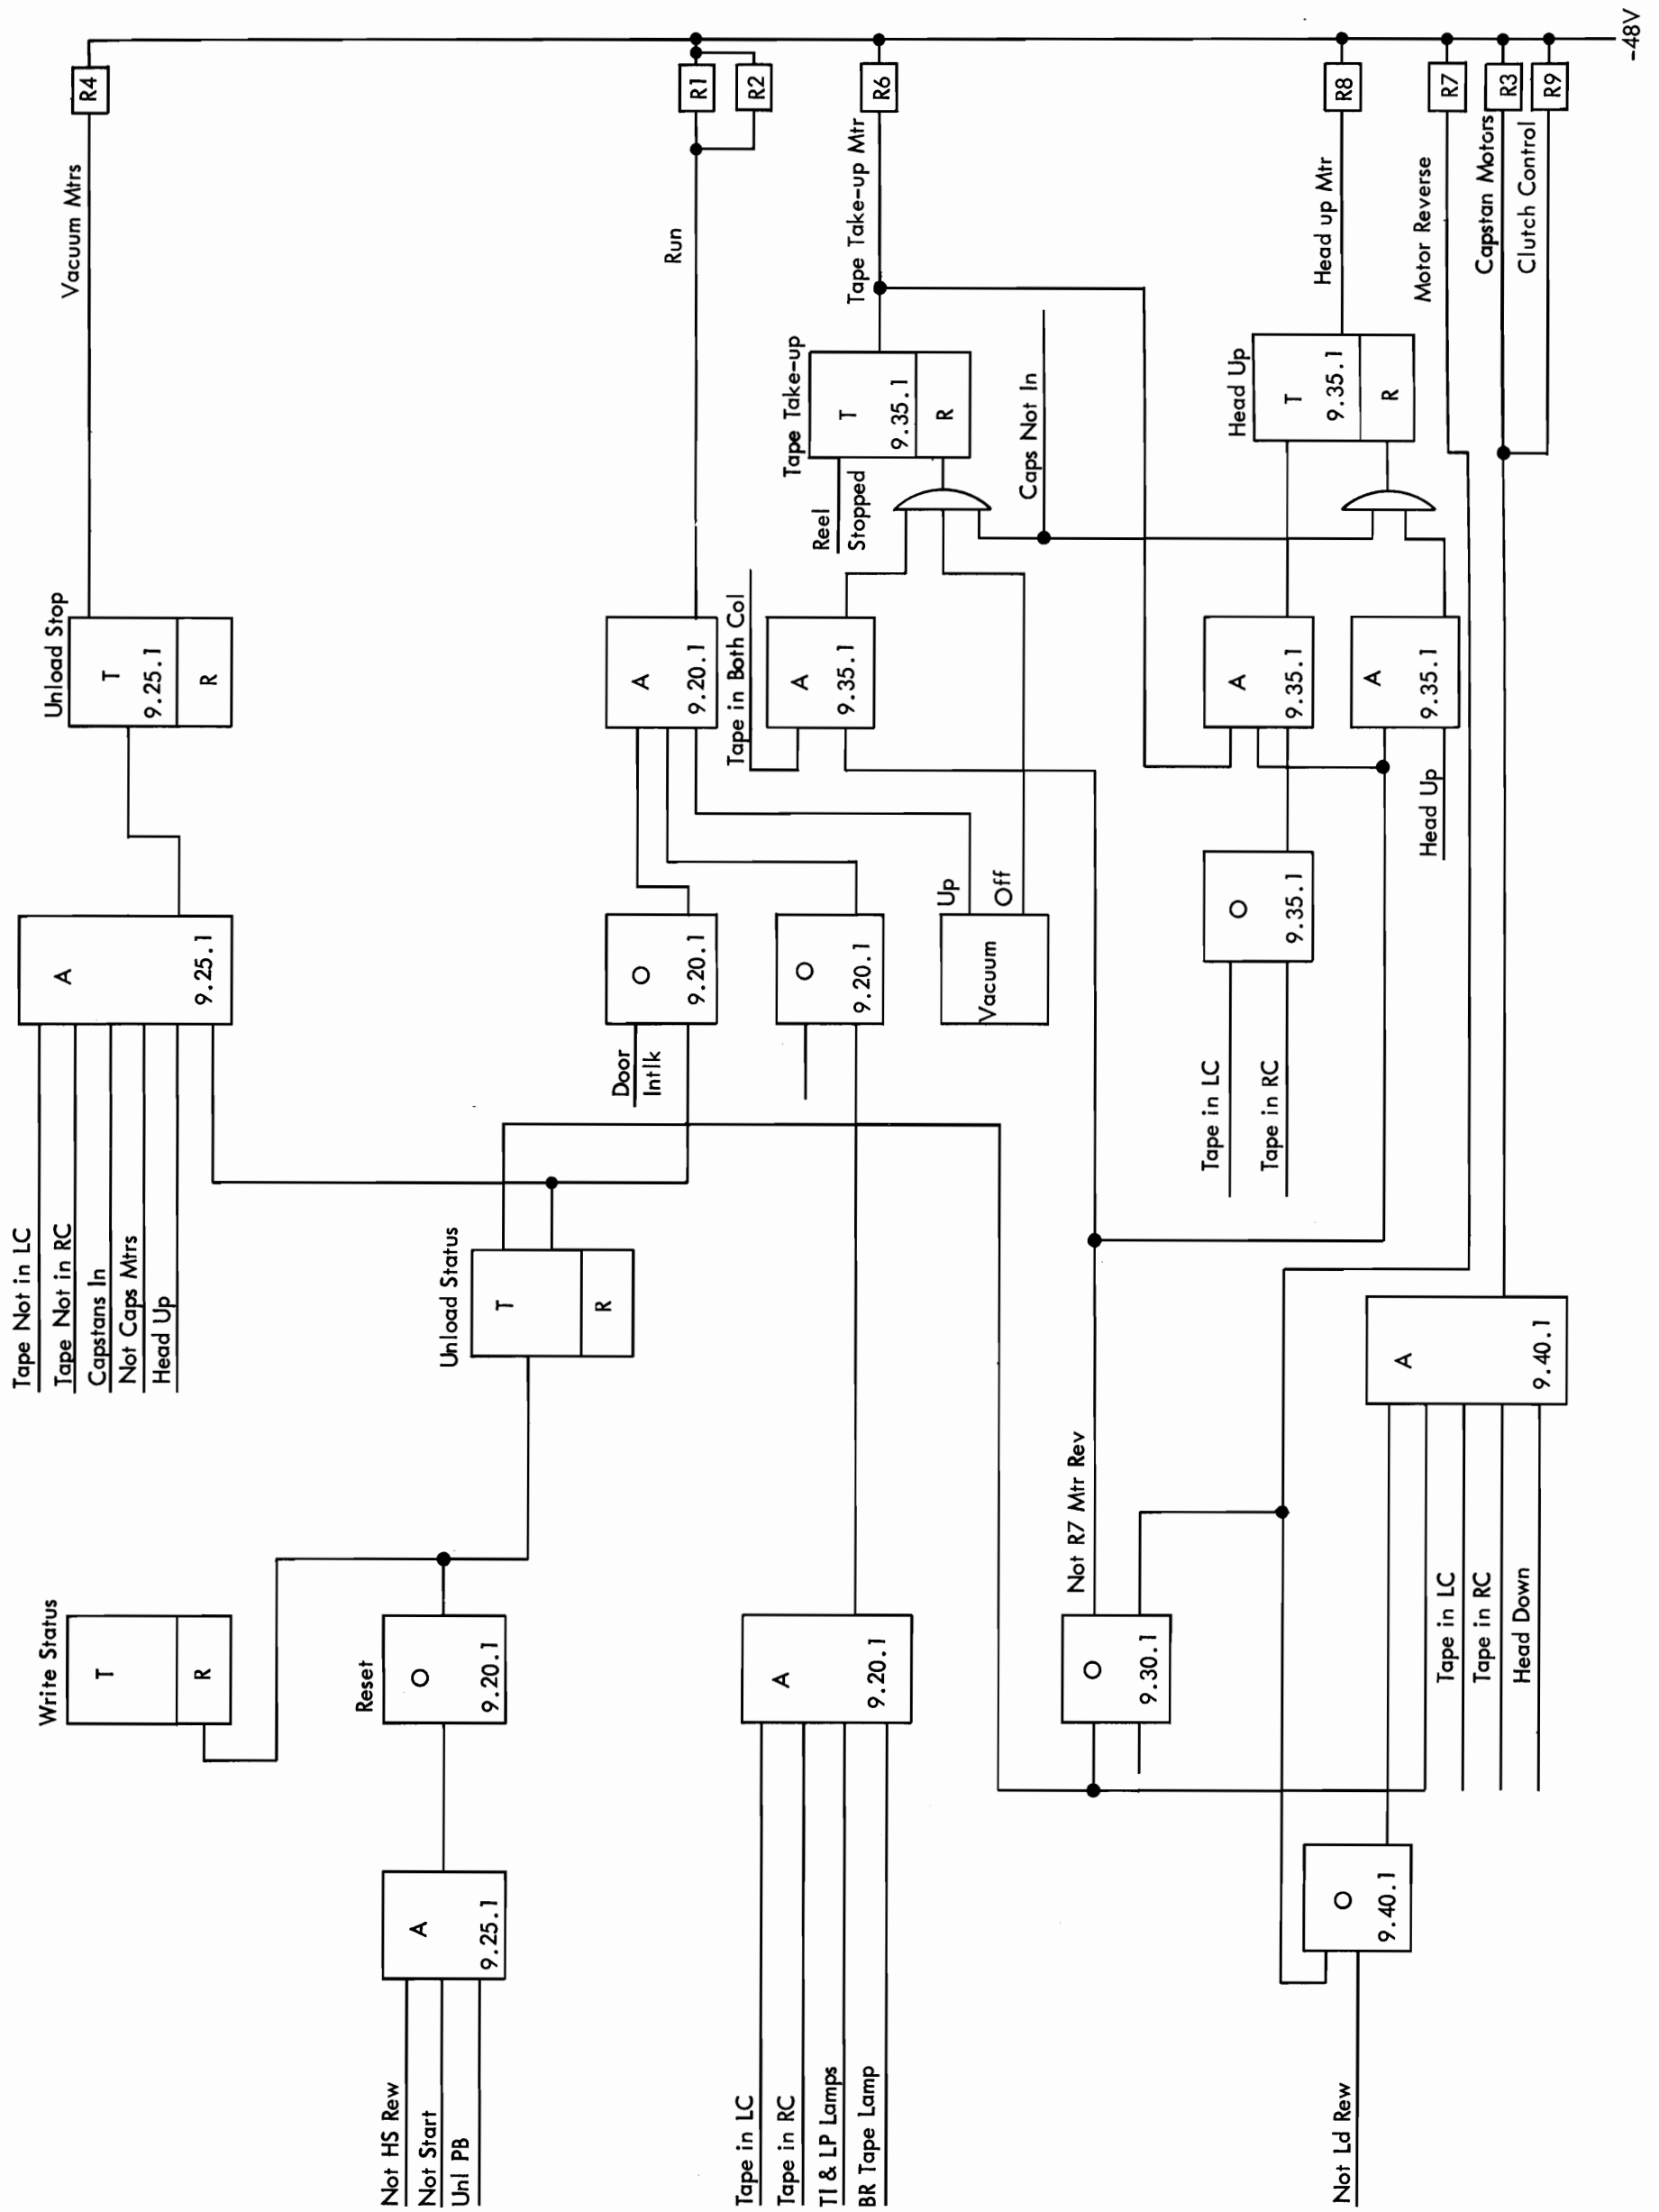 Write Status
T
R
Tape Not in LC
Tape Not in RC
Capstans In
Not Caps Mtrs
Head Up
A
9.25.1
Unload Stop
T
9.25.1
R
Vacuum Mtrs
R4
Not HS Rew
Not Start
Unl PB
A
9.25.1
Reset
O
9.20.1
Unload Status
T
R
Door
Intlk
O
9.20.1
A
9.20.1
Run
R1
R2
Tape in LC
Tape in RC
TI & LP Lamps
BR Tape Lamp
A
9.20.1
O
9.20.1
Tape in Both Col
A
9.35.1
Reel
Stopped
Tape Take-up
T
9.35.1
R
Tape Take-up Mtr
R6
Vacuum
Up
Off
Caps Not In
O
9.30.1
Not R7 Mtr Rev
Tape in LC
Tape in RC
O
9.35.1
A
9.35.1
Head Up
T
9.35.1
R
Head up Mtr
R8
Head Up
A
9.35.1
Motor Reverse
R7
Not Ld Rew
O
9.40.1
Tape in LC
Tape in RC
Head Down
A
9.40.1
Capstan Motors
R3
Clutch Control
R9
-48V